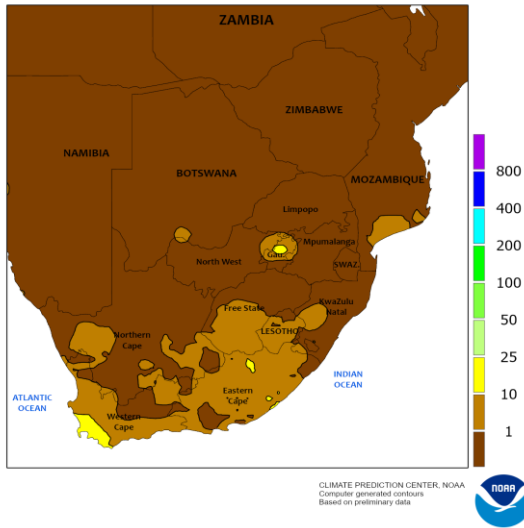 ZAMBIA
ZIMBABWE
NAMIBIA
BOTSWANA
MOZAMBIQUE
Limpopo
Mpumalanga
Gau.
North West
SWAZ.
Free State
KwaZulu
Natal
LESOTHO
Northern
Cape
Eastern
Cape
Western
Cape
ATLANTIC
OCEAN
INDIAN
OCEAN
800
400
200
100
50
25
10
1
CLIMATE PREDICTION CENTER, NOAA
Computer generated contours
Based on preliminary data
NOAA